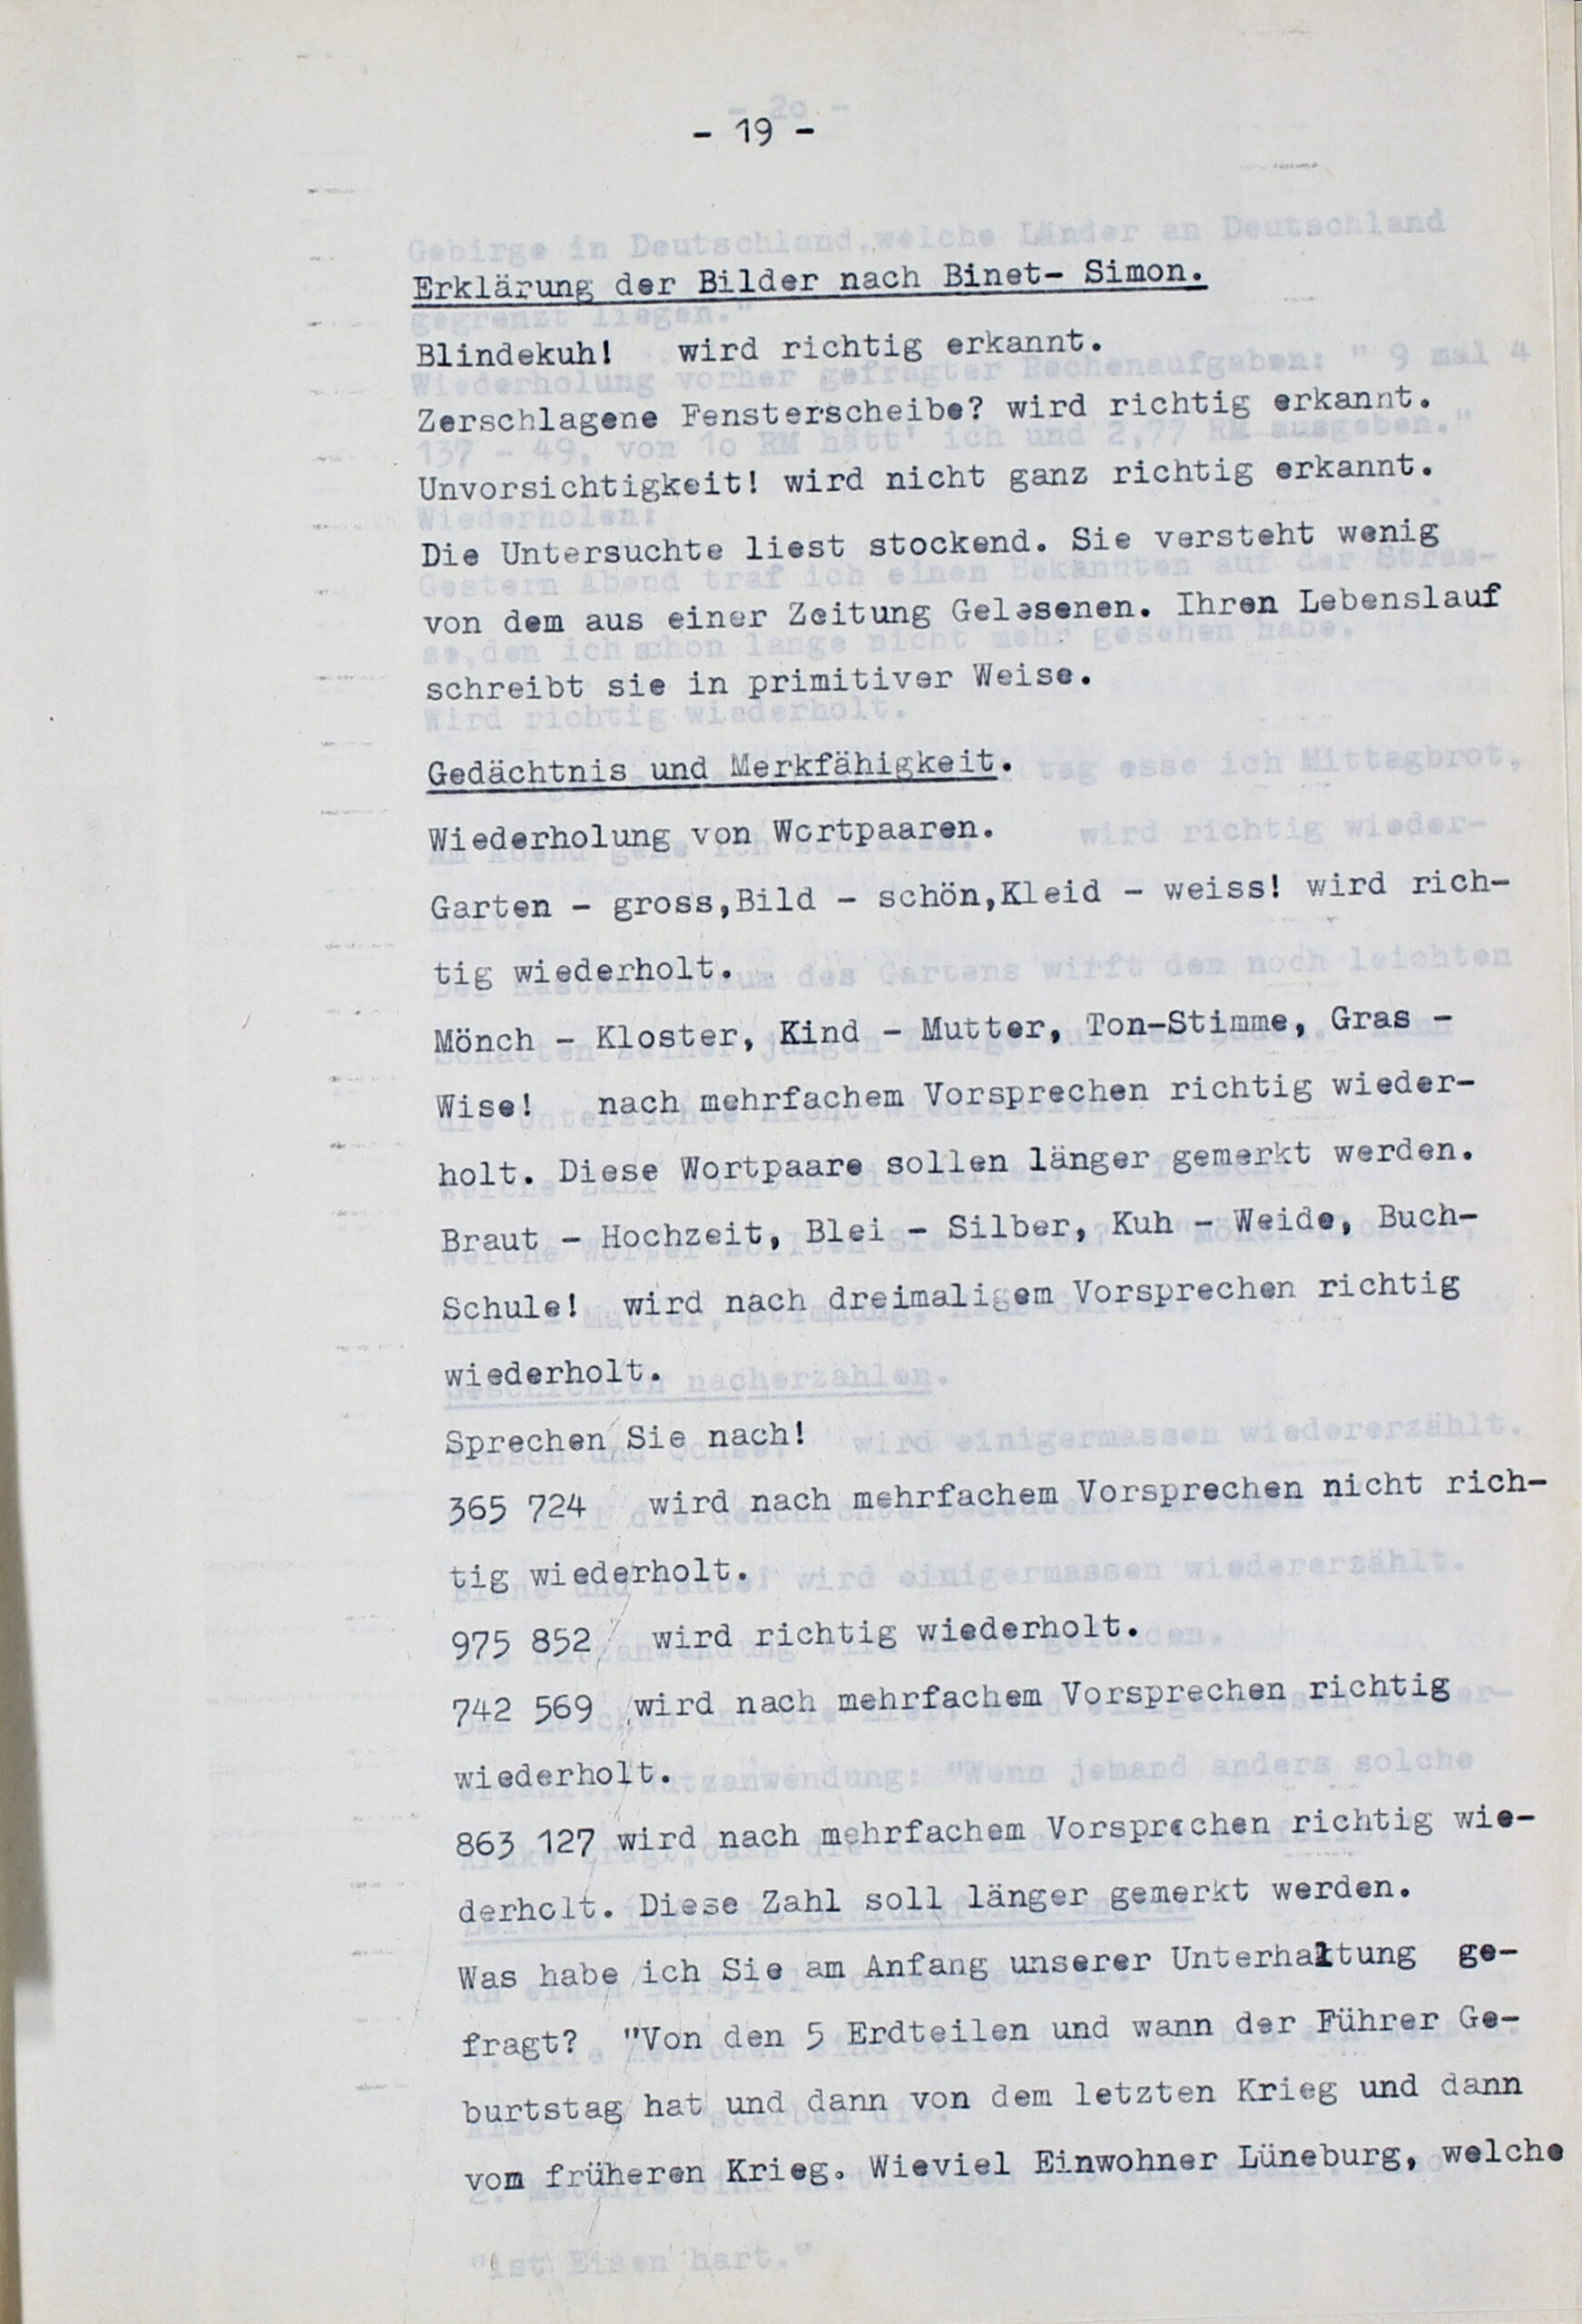 - 19 -
Erklärung der Bilder nach Binet- Simon.
Blindekuh! wird richtig erkannt.
Zerschlagene Fensterscheibe? wird richtig erkannt.
Unvorsichtigkeit! wird nicht ganz richtig erkannt.
Die Untersuchte liest stockend. Sie versteht wenig
von dem aus einer Zeitung Gelesenen. Ihren Lebenslauf
schreibt sie in primitiver Weise.
Gedächtnis und Merkfähigkeit.
Wiederholung von Wortpaaren.
Garten - gross,Bild - schön,Kleid - weiss! wird rich-
tig wiederholt.
Mönch - Kloster, Kind - Mutter, Ton-Stimme, Gras -
Wise! nach mehrfachem Vorsprechen richtig wieder-
holt. Diese Wortpaare sollen länger gemerkt werden.
Braut - Hochzeit, Blei - Silber, Kuh - Weide, Buch-
Schule! wird nach dreimaligem Vorsprechen richtig
wiederholt.
Sprechen Sie nach!
365 724 wird nach mehrfachem Vorsprechen nicht rich-
tig wiederholt.
975 852 wird richtig wiederholt.
742 569 wird nach mehrfachem Vorsprechen richtig
wiederholt.
863 127 wird nach mehrfachem Vorsprechen richtig wie-
derholt. Diese Zahl soll länger gemerkt werden.
Was habe ich Sie am Anfang unserer Unterhaltung ge-
fragt? "Von den 5 Erdteilen und wann der Führer Ge-
burtstag hat und dann von dem letzten Krieg und dann
vom früheren Krieg. Wieviel Einwohner Lüneburg, welche